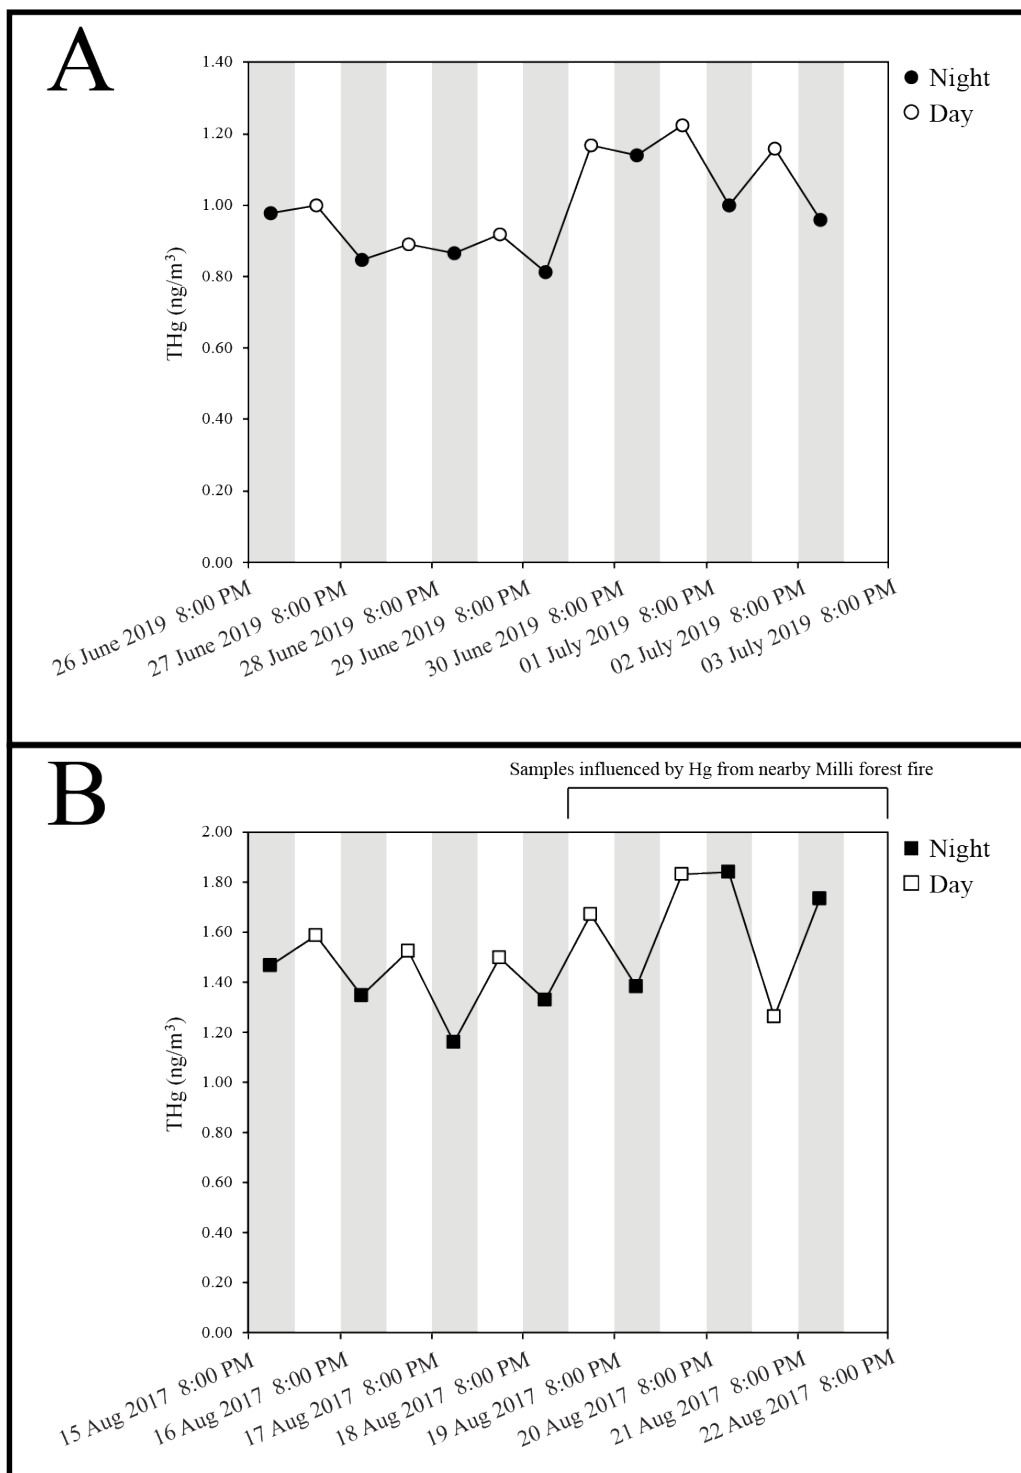 A
1.40
1.20
1.00
0.80
0.60
0.40
0.20
0.00
THg (ng/m³)
Night
Day
26 June 2019 8:00 PM
27 June 2019 8:00 PM
28 June 2019 8:00 PM
29 June 2019 8:00 PM
30 June 2019 8:00 PM
01 July 2019 8:00 PM
02 July 2019 8:00 PM
03 July 2019 8:00 PM
B
Samples influenced by Hg from nearby Milli forest fire
2.00
1.80
1.60
1.40
1.20
1.00
0.80
0.60
0.40
0.20
0.00
THg (ng/m³)
Night
Day
15 Aug 2017 8:00 PM
16 Aug 2017 8:00 PM
17 Aug 2017 8:00 PM
18 Aug 2017 8:00 PM
19 Aug 2017 8:00 PM
20 Aug 2017 8:00 PM
21 Aug 2017 8:00 PM
22 Aug 2017 8:00 PM